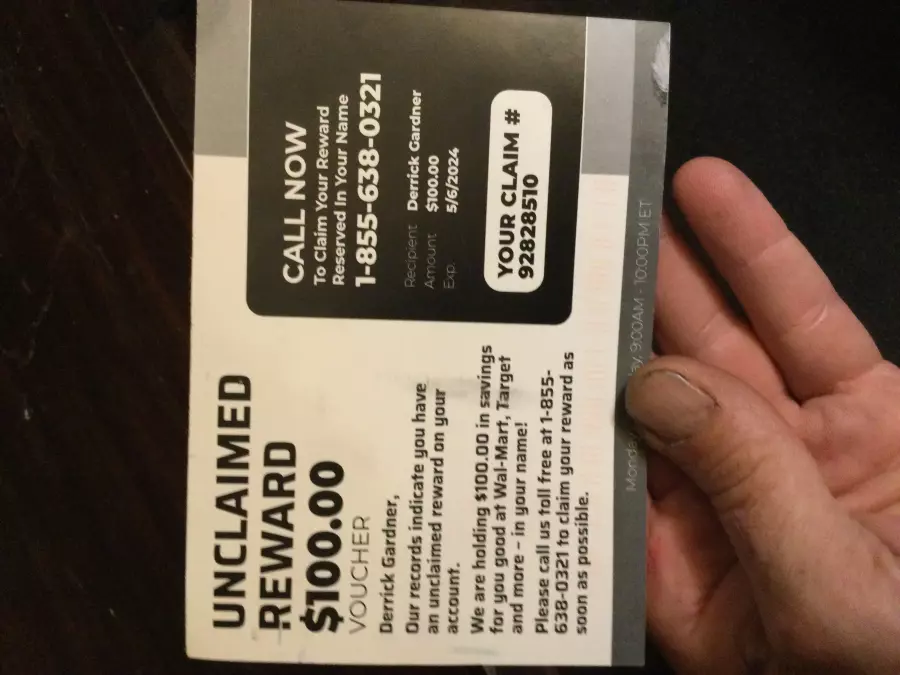 UNCLAIMED
REWARD
$100.00
VOUCHER
Derrick Gardner,
Our records indicate you have
an unclaimed reward on your
account.
We are holding $100.00 in savings
for you good at Wal-Mart, Target
and more - in your name!
Please call us toll free at 1-855-
638-0321 to claim your reward as
soon as possible.
CALL NOW
To Claim Your Reward
Reserved In Your Name
1-855-638-0321
Recipient Derrick Gardner
Amount $100.00
Exp. 5/6/2024
YOUR CLAIM #
92828510
9:00AM - 10:00PM ET